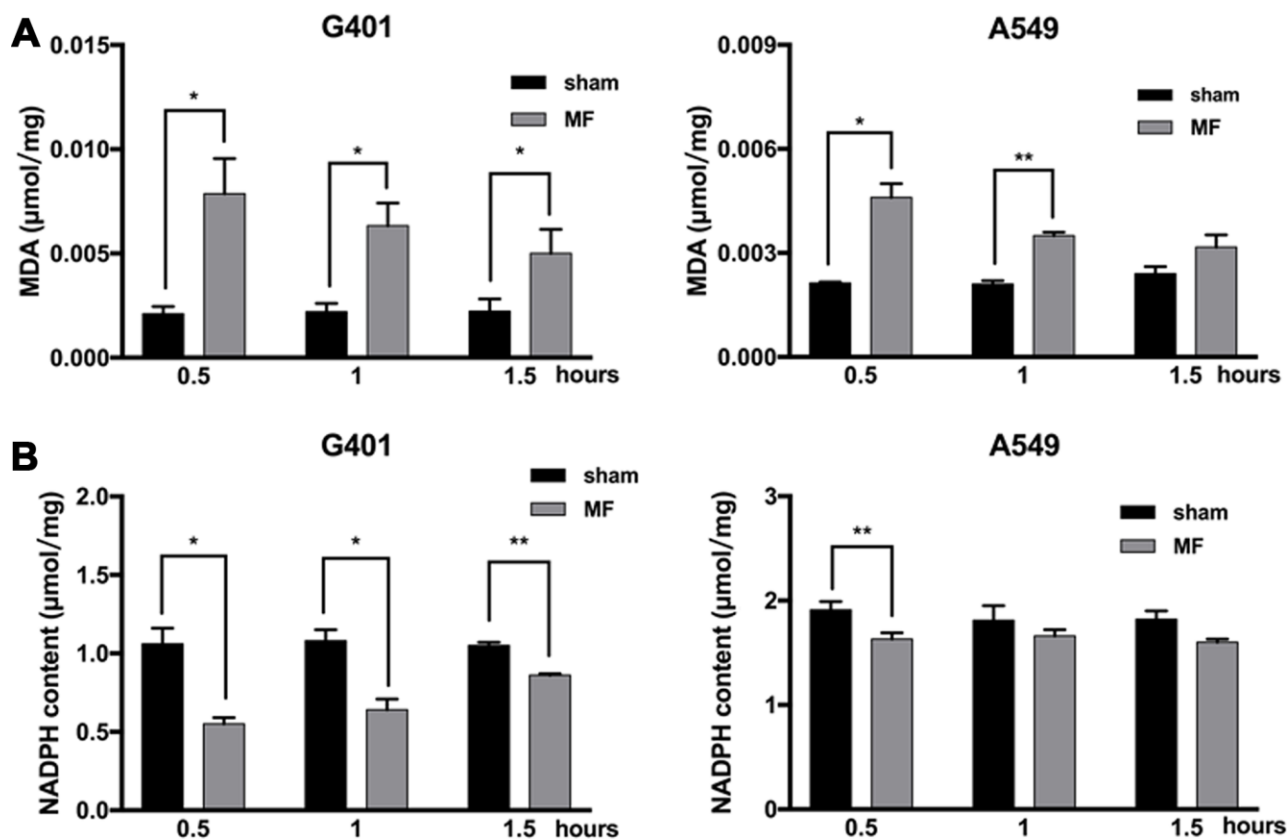 A
G401
MDA (µmol/mg)
0.015
0.010
0.005
0.000
sham
MF
*
*
*
0.5 1 1.5 hours
A549
MDA (µmol/mg)
0.009
0.006
0.003
0.000
sham
MF
*
**
0.5 1 1.5 hours
B
G401
NADPH content (µmol/mg)
2.0
1.5
1.0
0.5
0.0
sham
MF
*
*
**
0.5 1 1.5 hours
A549
NADPH content (µmol/mg)
3
2
1
0
sham
MF
**
0.5 1 1.5 hours